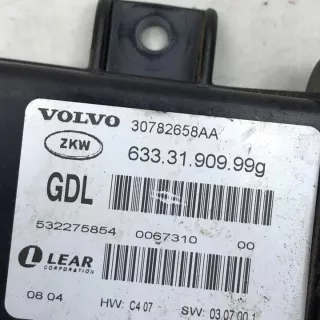 VOLVO 30782658AA
ZKW 633.31.909.99g
GDL
532275854 0067310 00
LEAR
CORPORATION
08 04 HW: C4 07 - SW: 03.07.00.1